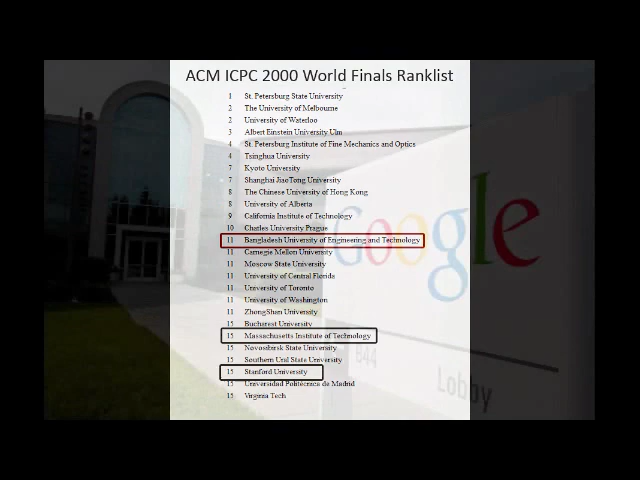 ACM ICPC 2000 World Finals Ranklist
1 St. Petersburg State University
2 The University of Melbourne
2 University of Waterloo
3 Albert Einstein University Ulm
4 St. Petersburg Institute of Fine Mechanics and Optics
4 Tsinghua University
7 Kyoto University
7 Shanghai JiaoTong University
8 The Chinese University of Hong Kong
8 University of Alberta
9 California Institute of Technology
10 Charles University Prague
11 Bangladesh University of Engineering and Technology
11 Carnegie Mellon University
11 Moscow State University
11 University of Central Florida
11 University of Toronto
11 University of Washington
11 ZhongShan University
15 Bucharest University
15 Massachusetts Institute of Technology
15 Novosibirsk State University
15 Southern Ural State University
15 Stanford University
15 Universidad Politécnica de Madrid
15 Virginia Tech
Google
844
Lobby